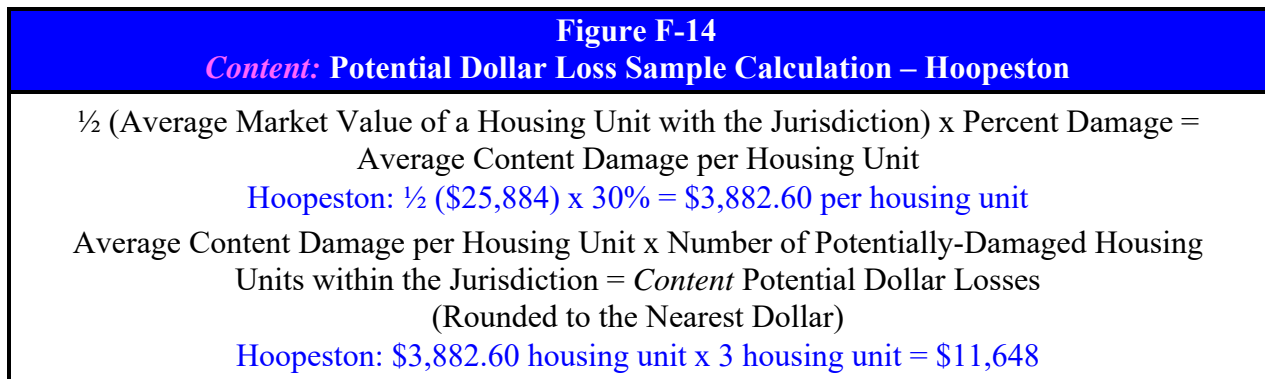 Figure F-14
Content: Potential Dollar Loss Sample Calculation – Hoopeston
½ (Average Market Value of a Housing Unit with the Jurisdiction) x Percent Damage =
Average Content Damage per Housing Unit
Hoopeston: ½ ($25,884) x 30% = $3,882.60 per housing unit
Average Content Damage per Housing Unit x Number of Potentially-Damaged Housing
Units within the Jurisdiction = Content Potential Dollar Losses
(Rounded to the Nearest Dollar)
Hoopeston: $3,882.60 housing unit x 3 housing unit = $11,648